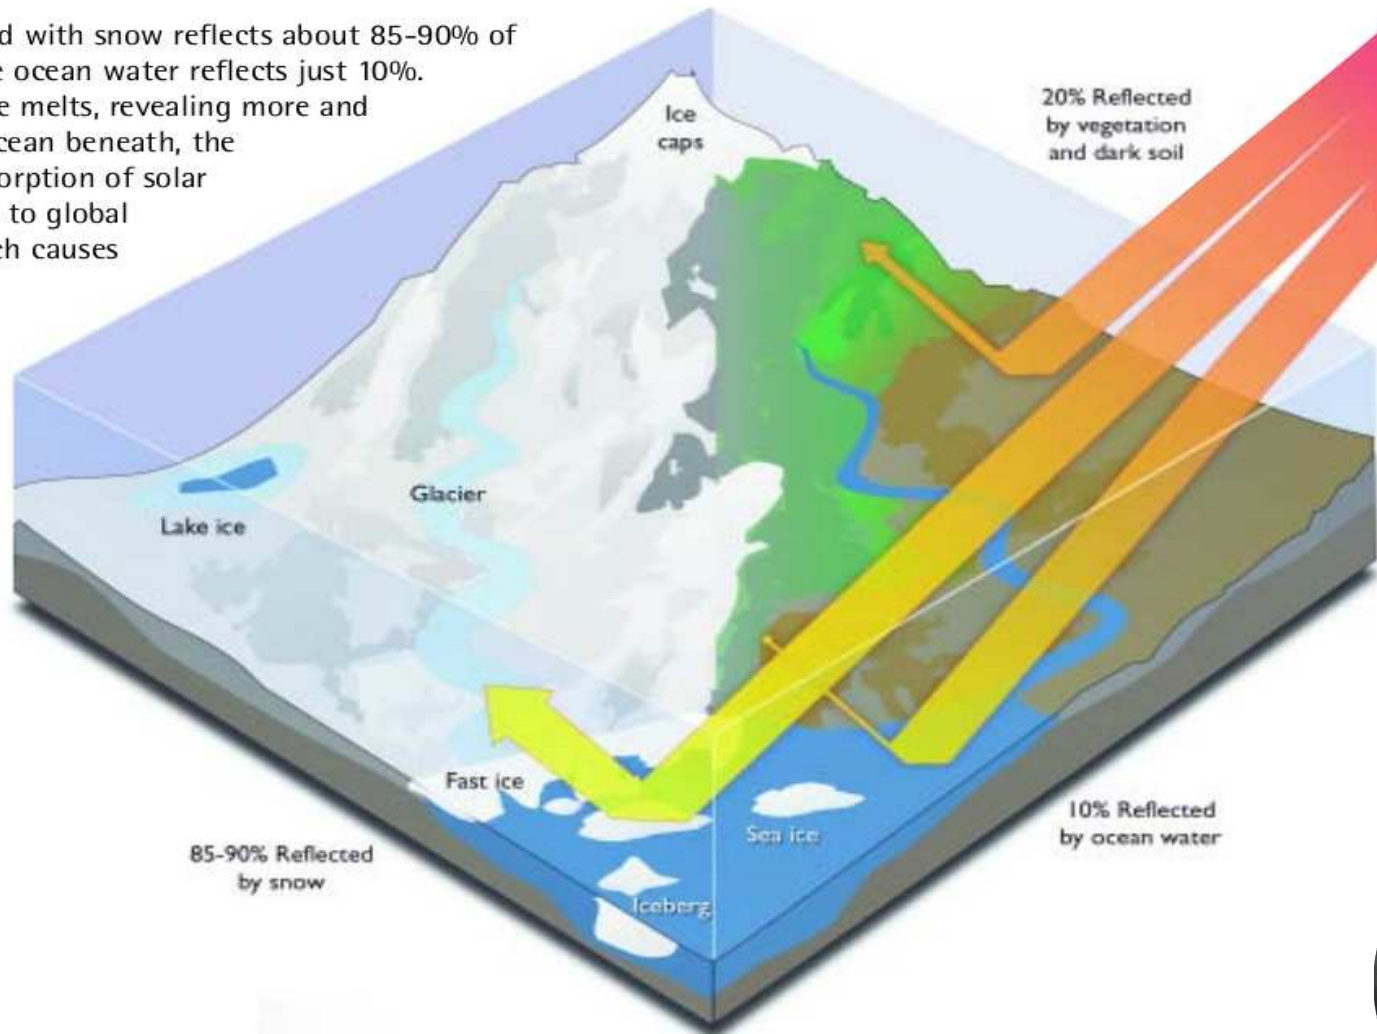 d with snow reflects about 85-90% of
e ocean water reflects just 10%.
e melts, revealing more and
cean beneath, the
orption of solar
to global
ch causes
Ice
caps
20% Reflected
by vegetation
and dark soil
Glacier
Lake ice
Fast ice
Sea ice
10% Reflected
by ocean water
85-90% Reflected
by snow
Iceberg